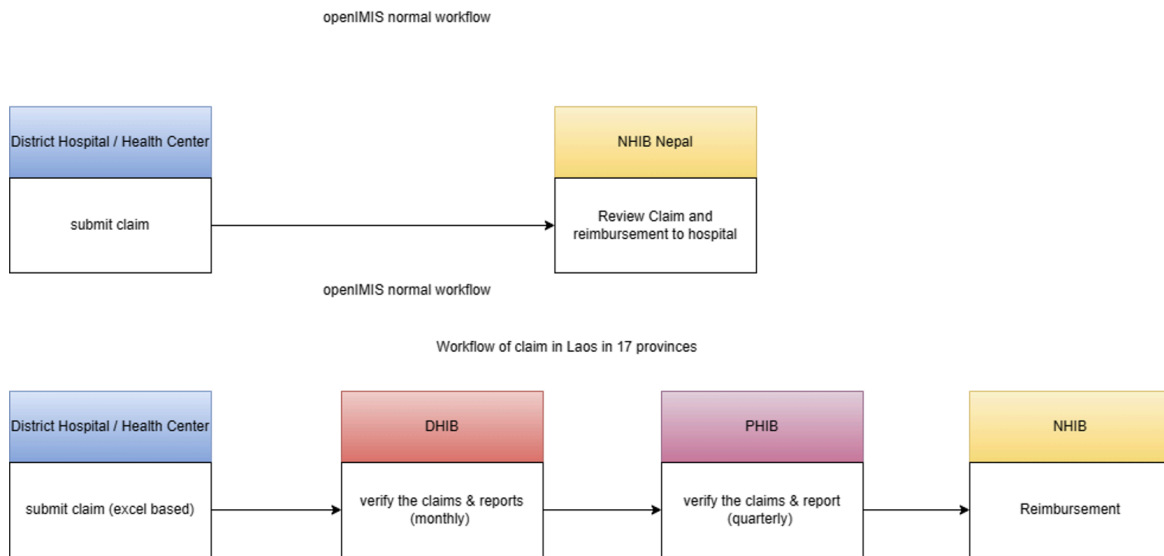 openIMIS normal workflow
District Hospital / Health Center
NHIB Nepal
submit claim
Review Claim and
reimbursement to hospital
openIMIS normal workflow
Workflow of claim in Laos in 17 provinces
District Hospital / Health Center
DHIB
PHIB
NHIB
submit claim (excel based)
verify the claims & reports
(monthly)
verify the claims & report
(quarterly)
Reimbursement